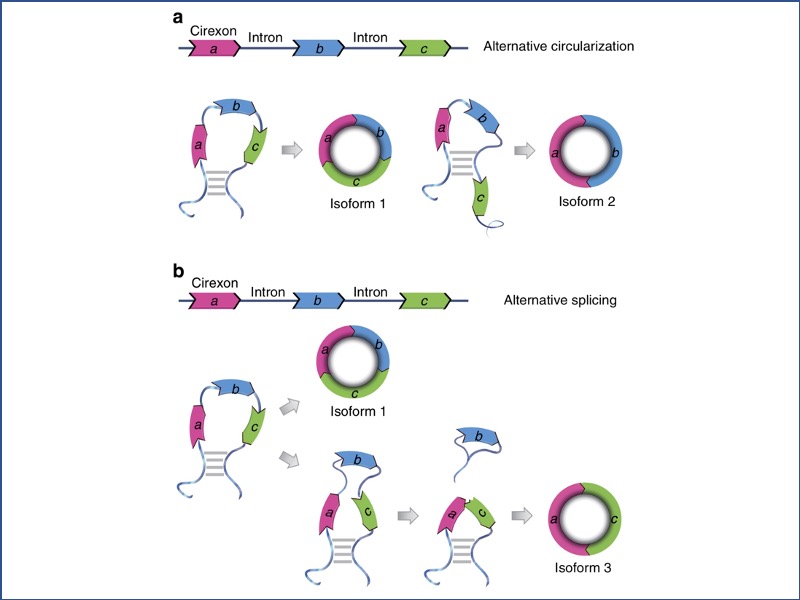 a
Cirexon
Intron
Intron
a
b
c
Alternative circularization
a
b
c
a
b
c
Isoform 1
a
b
c
a
b
Isoform 2
b
Cirexon
Intron
Intron
a
b
c
Alternative splicing
a
b
c
Isoform 1
a
b
c
b
a
c
b
a
c
a
c
Isoform 3